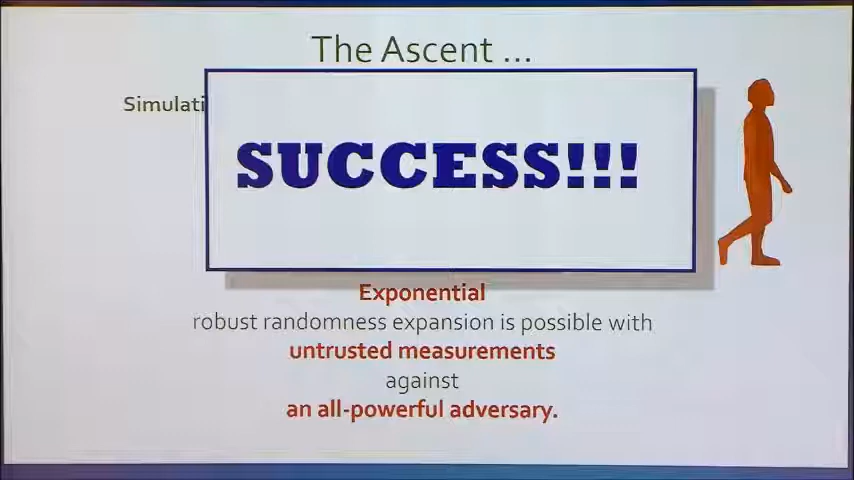 The Ascent ...
Simulati
SUCCESS!!!
Exponential
robust randomness expansion is possible with
untrusted measurements
against
an all-powerful adversary.